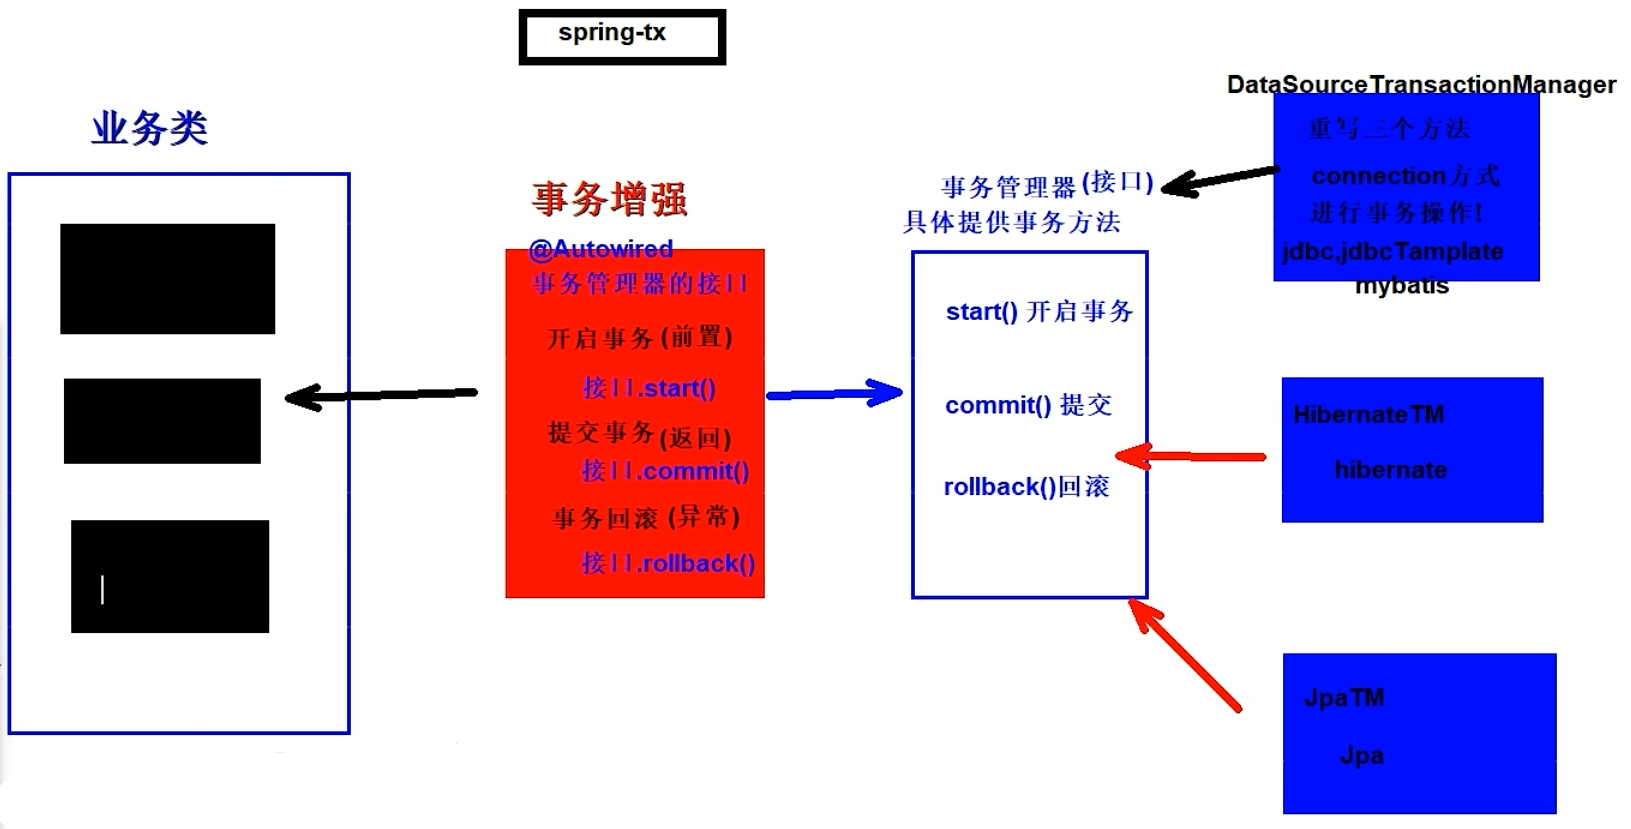 spring-tx
业务类
事务增强
@Autowired
事务管理器的接口
开启事务(前置)
接口.start()
提交事务(返回)
接口.commit()
事务回滚(异常)
接口.rollback()
事务管理器(接口)
具体提供事务方法
start() 开启事务
commit() 提交
rollback()回滚
DataSourceTransactionManager
重写三个方法
connection方式
进行事务操作!
jdbc,jdbcTamplate
mybatis
HibernateTM
hibernate
JpaTM
Jpa